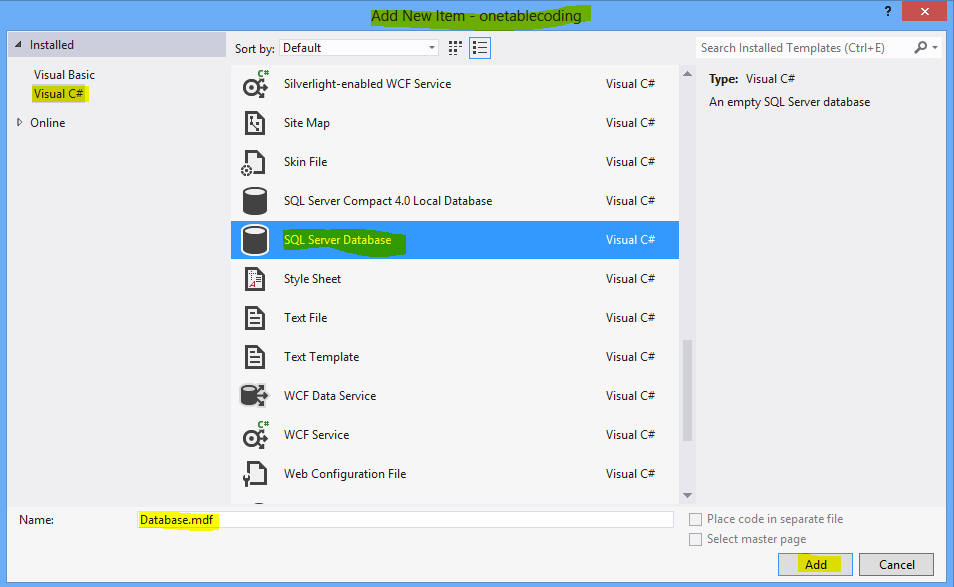 Add New Item - onetablecoding
?
Installed
Visual Basic
Visual C#
Online
Sort by: Default
Search Installed Templates (Ctrl+E)
C#
Silverlight-enabled WCF Service Visual C#
Site Map Visual C#
Skin File Visual C#
SQL Server Compact 4.0 Local Database Visual C#
SQL Server Database Visual C#
Style Sheet Visual C#
Text File Visual C#
Text Template Visual C#
WCF Data Service Visual C#
C#
WCF Service Visual C#
Web Configuration File Visual C#
Type: Visual C#
An empty SQL Server database
Name: Database.mdf
Place code in separate file
Select master page
Add Cancel